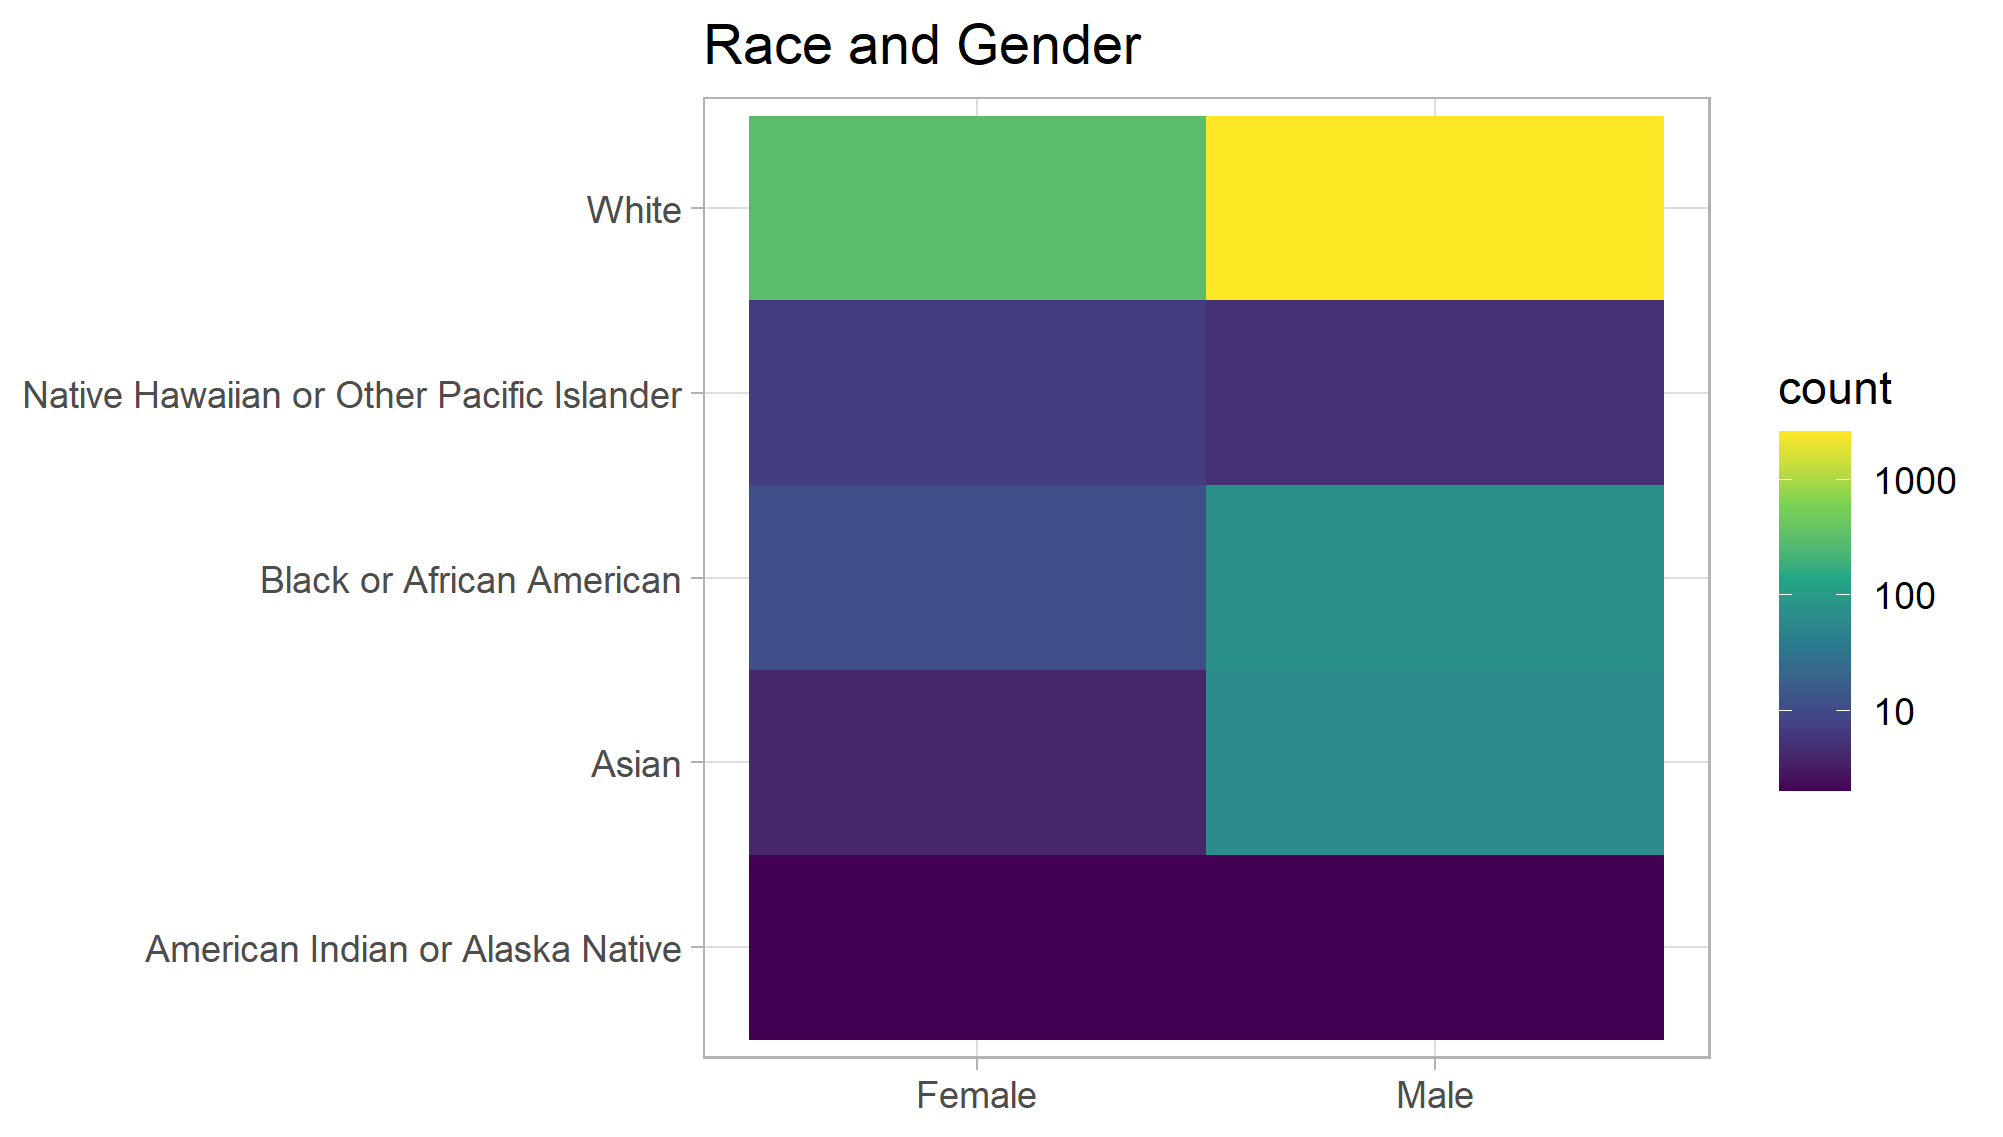 Race and Gender
White
Native Hawaiian or Other Pacific Islander
Black or African American
Asian
American Indian or Alaska Native
Female
Male
count
1000
100
10